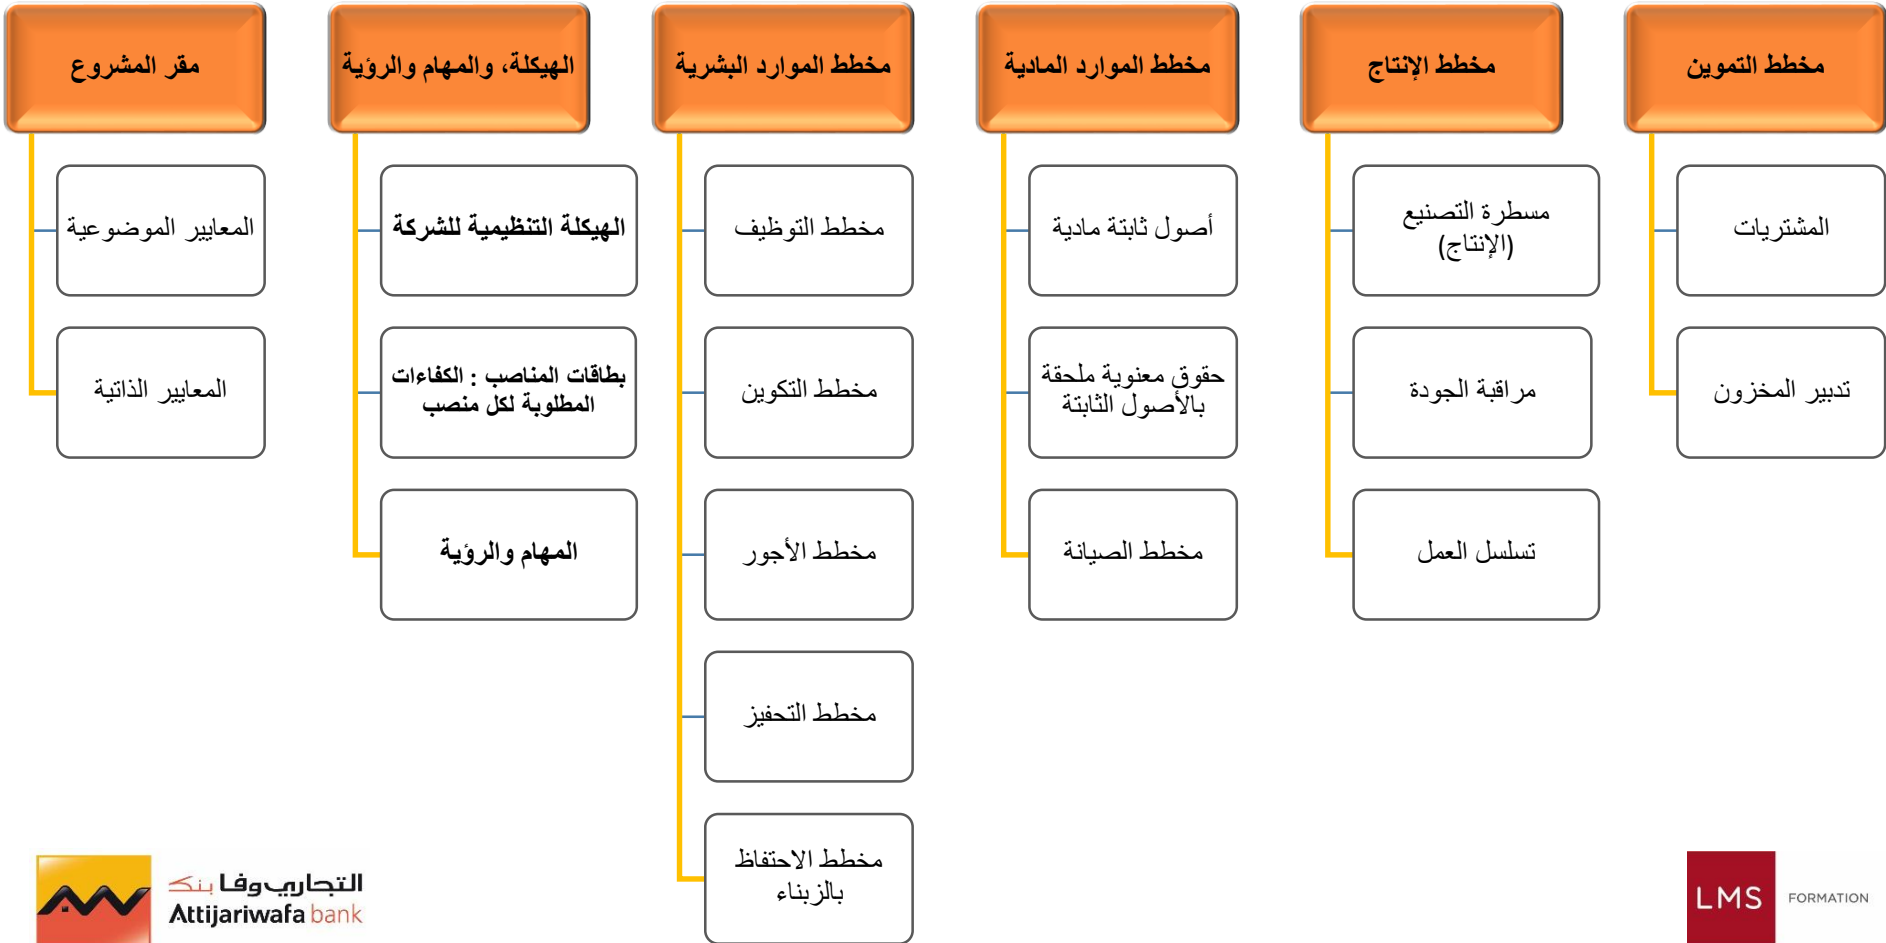 مخطط التموين
المشتريات
تدبير المخزون
مخطط الإنتاج
مسطرة التصنيع
(الإنتاج)
مراقبة الجودة
تسلسل العمل
مخطط الموارد المادية
أصول ثابتة مادية
حقوق معنوية ملحقة
بالأصول الثابتة
مخطط الصيانة
مخطط الموارد البشرية
مخطط التوظيف
مخطط التكوين
مخطط الأجور
مخطط التحفيز
مخطط الاحتفاظ
بالزبناء
الهيكلة، والمهام والرؤية
الهيكلة التنظيمية للشركة
بطاقات المناصب : الكفاءات
المطلوبة لكل منصب
المهام والرؤية
مقر المشروع
المعايير الموضوعية
المعايير الذاتية
التجاري وفا بنك
Attijariwafa bank
LMS FORMATION